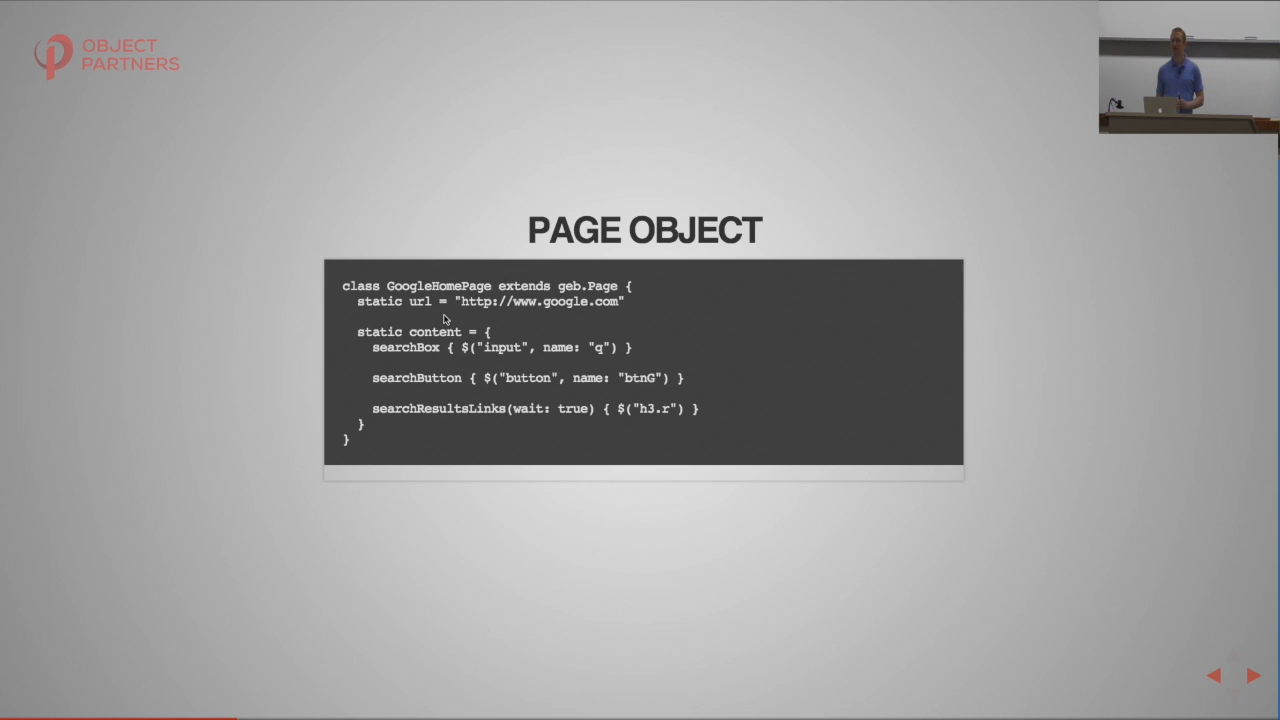 OBJECT
PARTNERS
PAGE OBJECT
class GoogleHomePage extends geb.Page {
static url = "http://www.google.com"
static content = {
searchBox { $("input", name: "q") }
searchButton { $("button", name: "btnG") }
searchResultsLinks(wait: true) { $("h3.r") }
}
}